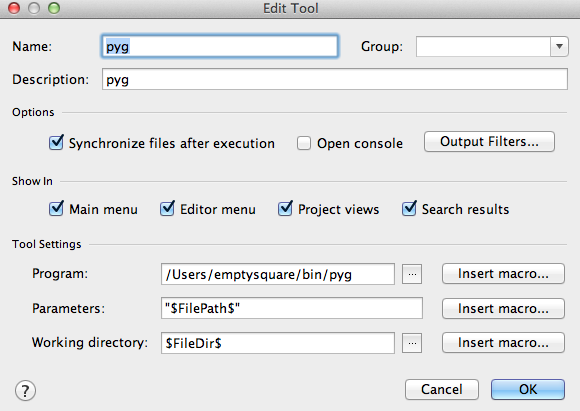 Edit Tool
Name: pyg Group:
Description: pyg
Options
Synchronize files after execution Open console Output Filters...
Show In
Main menu Editor menu Project views Search results
Tool Settings
Program: /Users/emptysquare/bin/pyg ... Insert macro...
Parameters: "$FilePath$" Insert macro...
Working directory: $FileDir$ ... Insert macro...
? Cancel OK